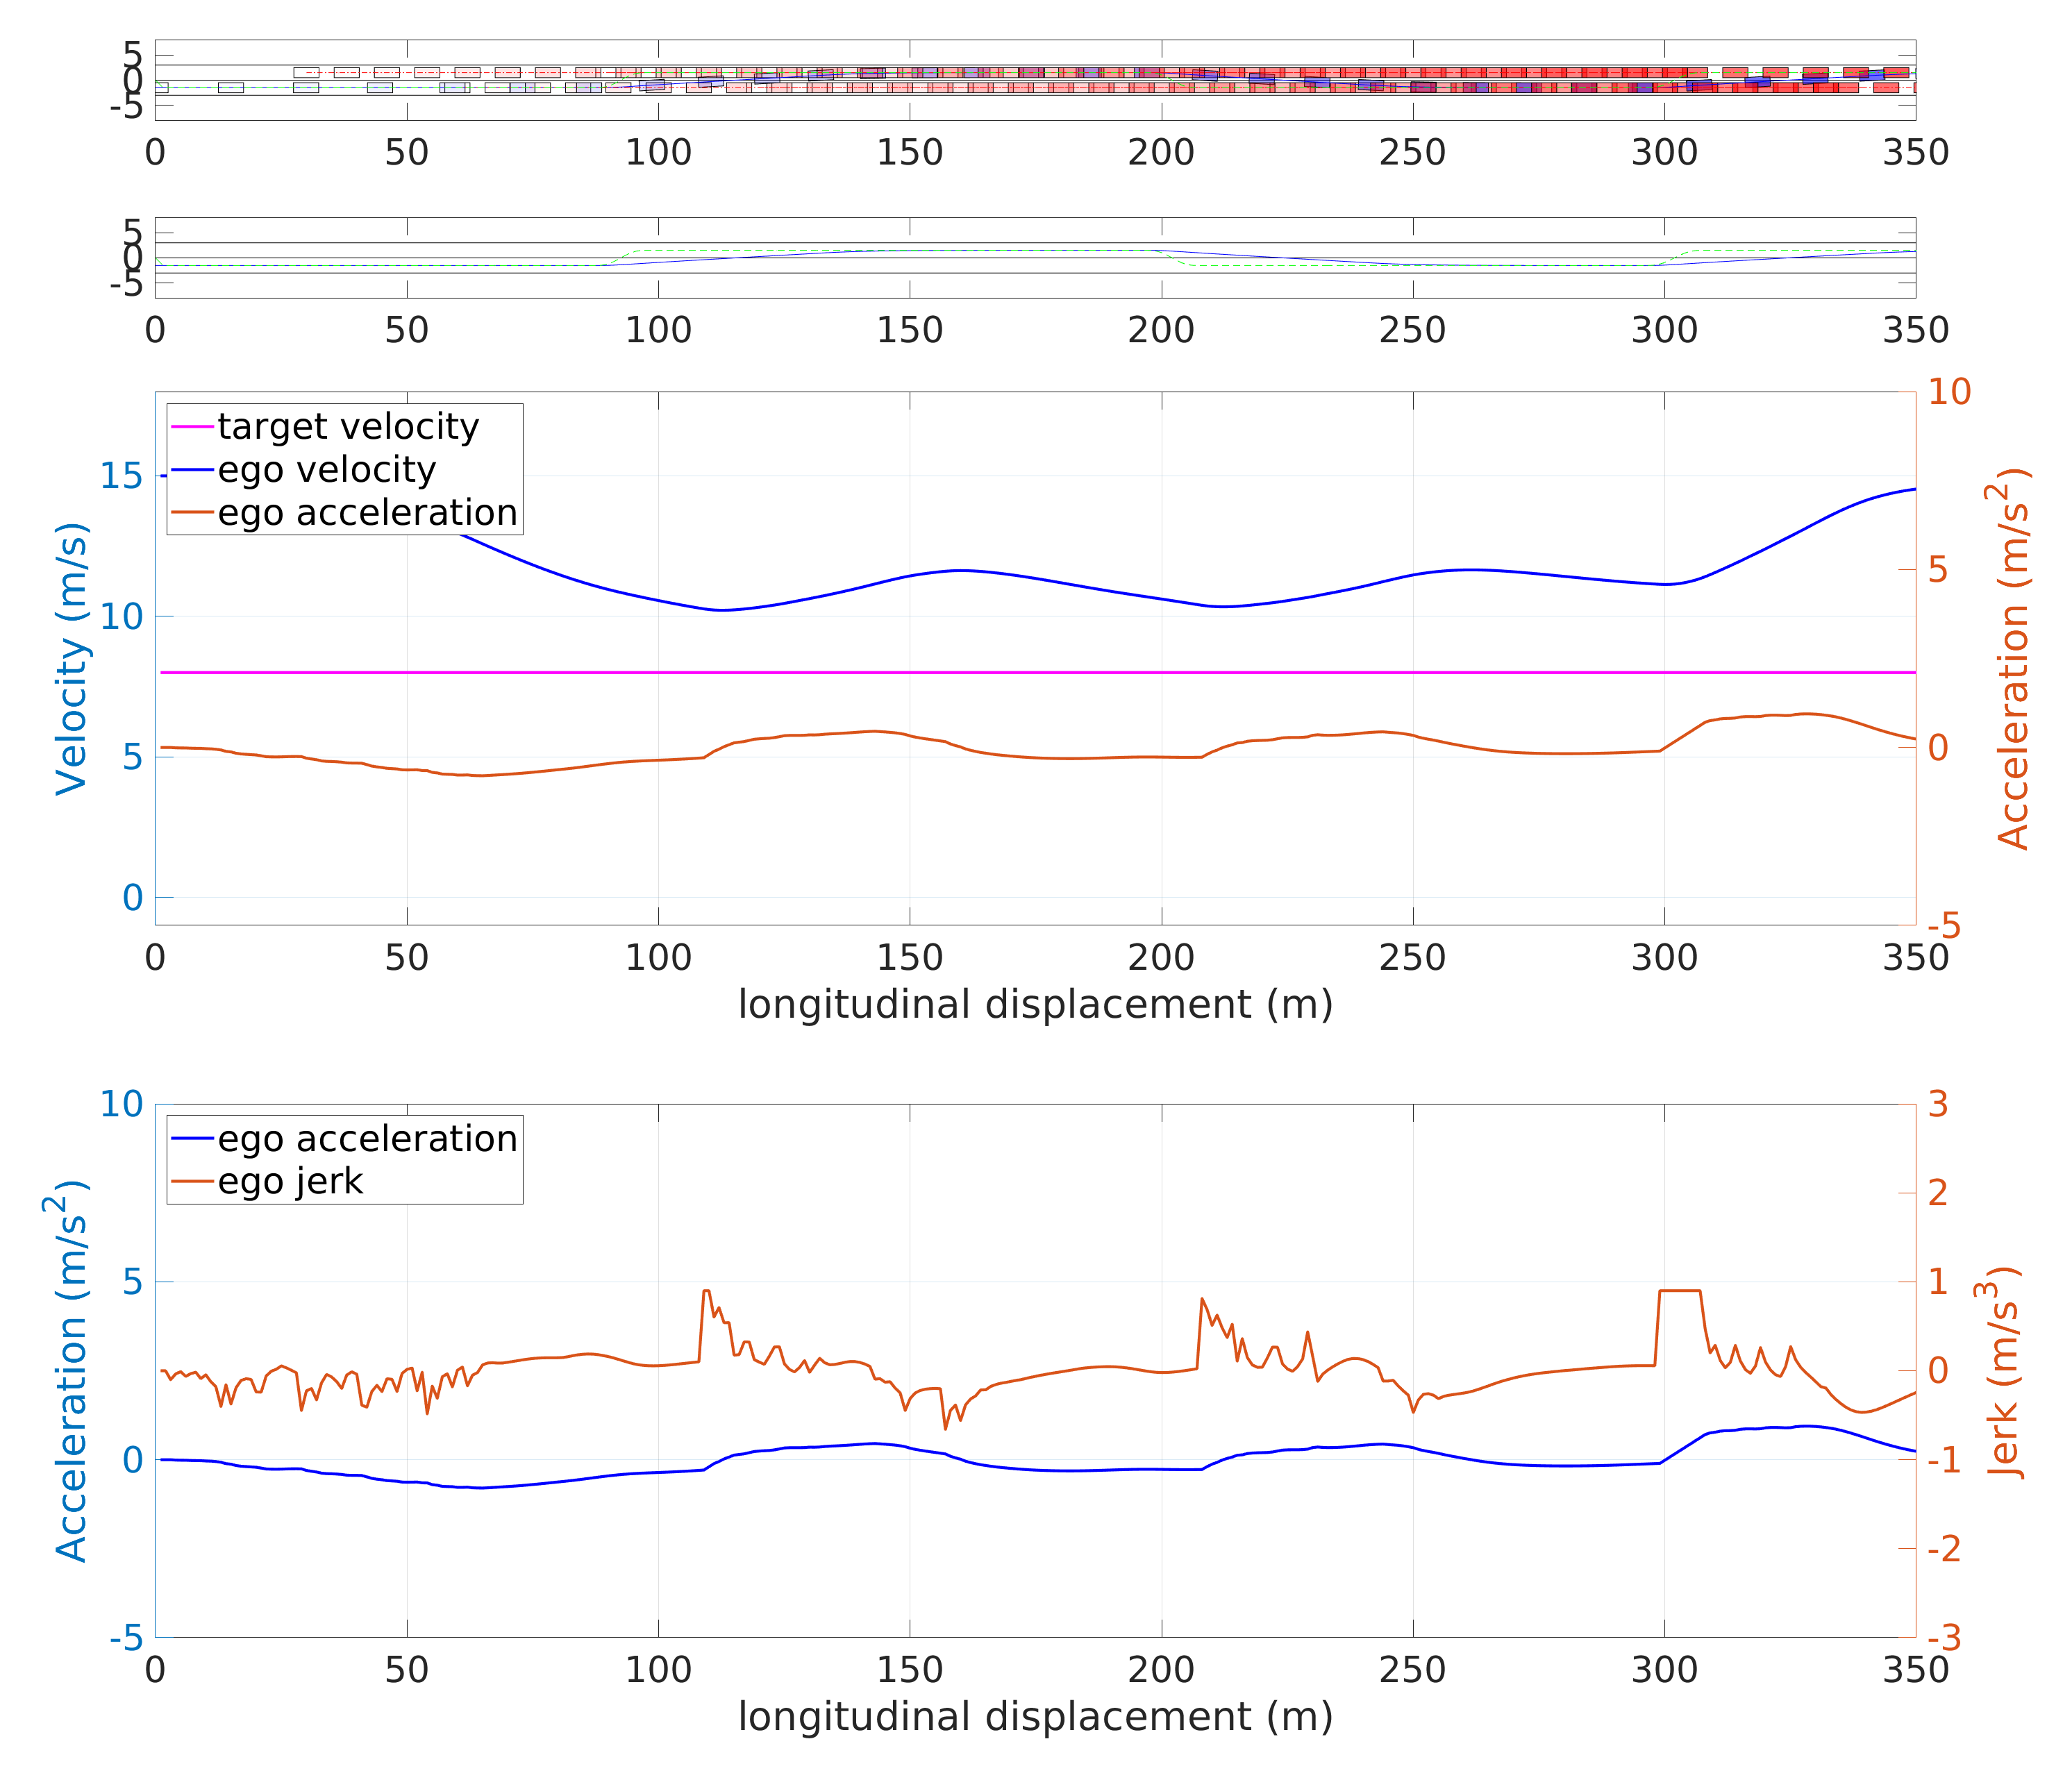 5
0
-5
0 50 100 150 200 250 300 350
5
0
-5
0 50 100 150 200 250 300 350
target velocity
ego velocity
ego acceleration
15
10
5
0
Velocity (m/s)
10
5
0
-5
Acceleration (m/s²)
0 50 100 150 200 250 300 350
longitudinal displacement (m)
ego acceleration
ego jerk
10
5
0
-5
Acceleration (m/s²)
3
2
1
0
-1
-2
-3
Jerk (m/s³)
0 50 100 150 200 250 300 350
longitudinal displacement (m)